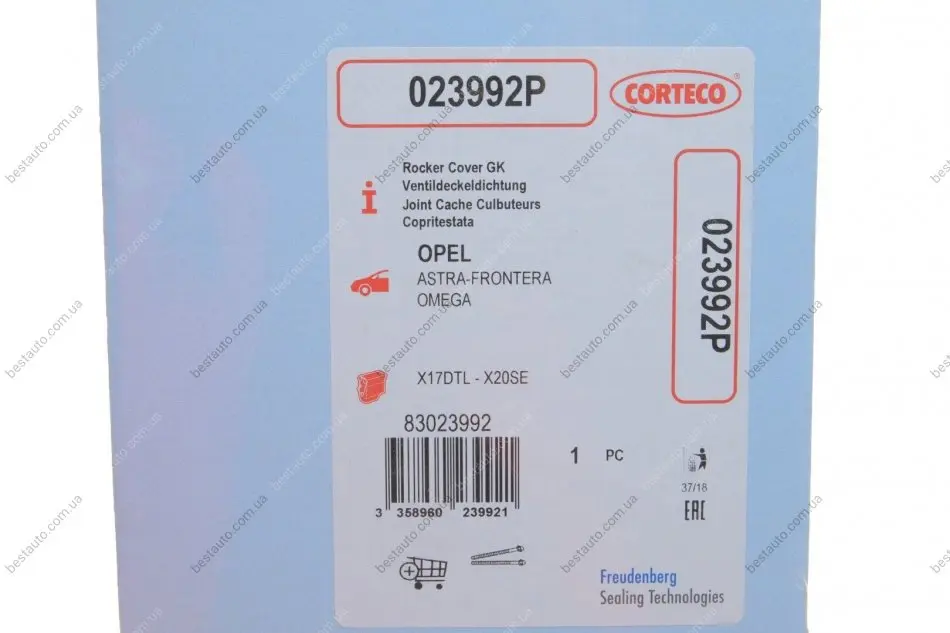 023992P
CORTECO®
Rocker Cover GK
Ventildeckeldichtung
Joint Cache Culbuteurs
Copritestata
OPEL
ASTRA-FRONTERA
OMEGA
023992P
X17DTL - X20SE
83023992
1 PC
3 358960 239921
37/18
EAC
Freudenberg
Sealing Technologies
bestauto.com.ua